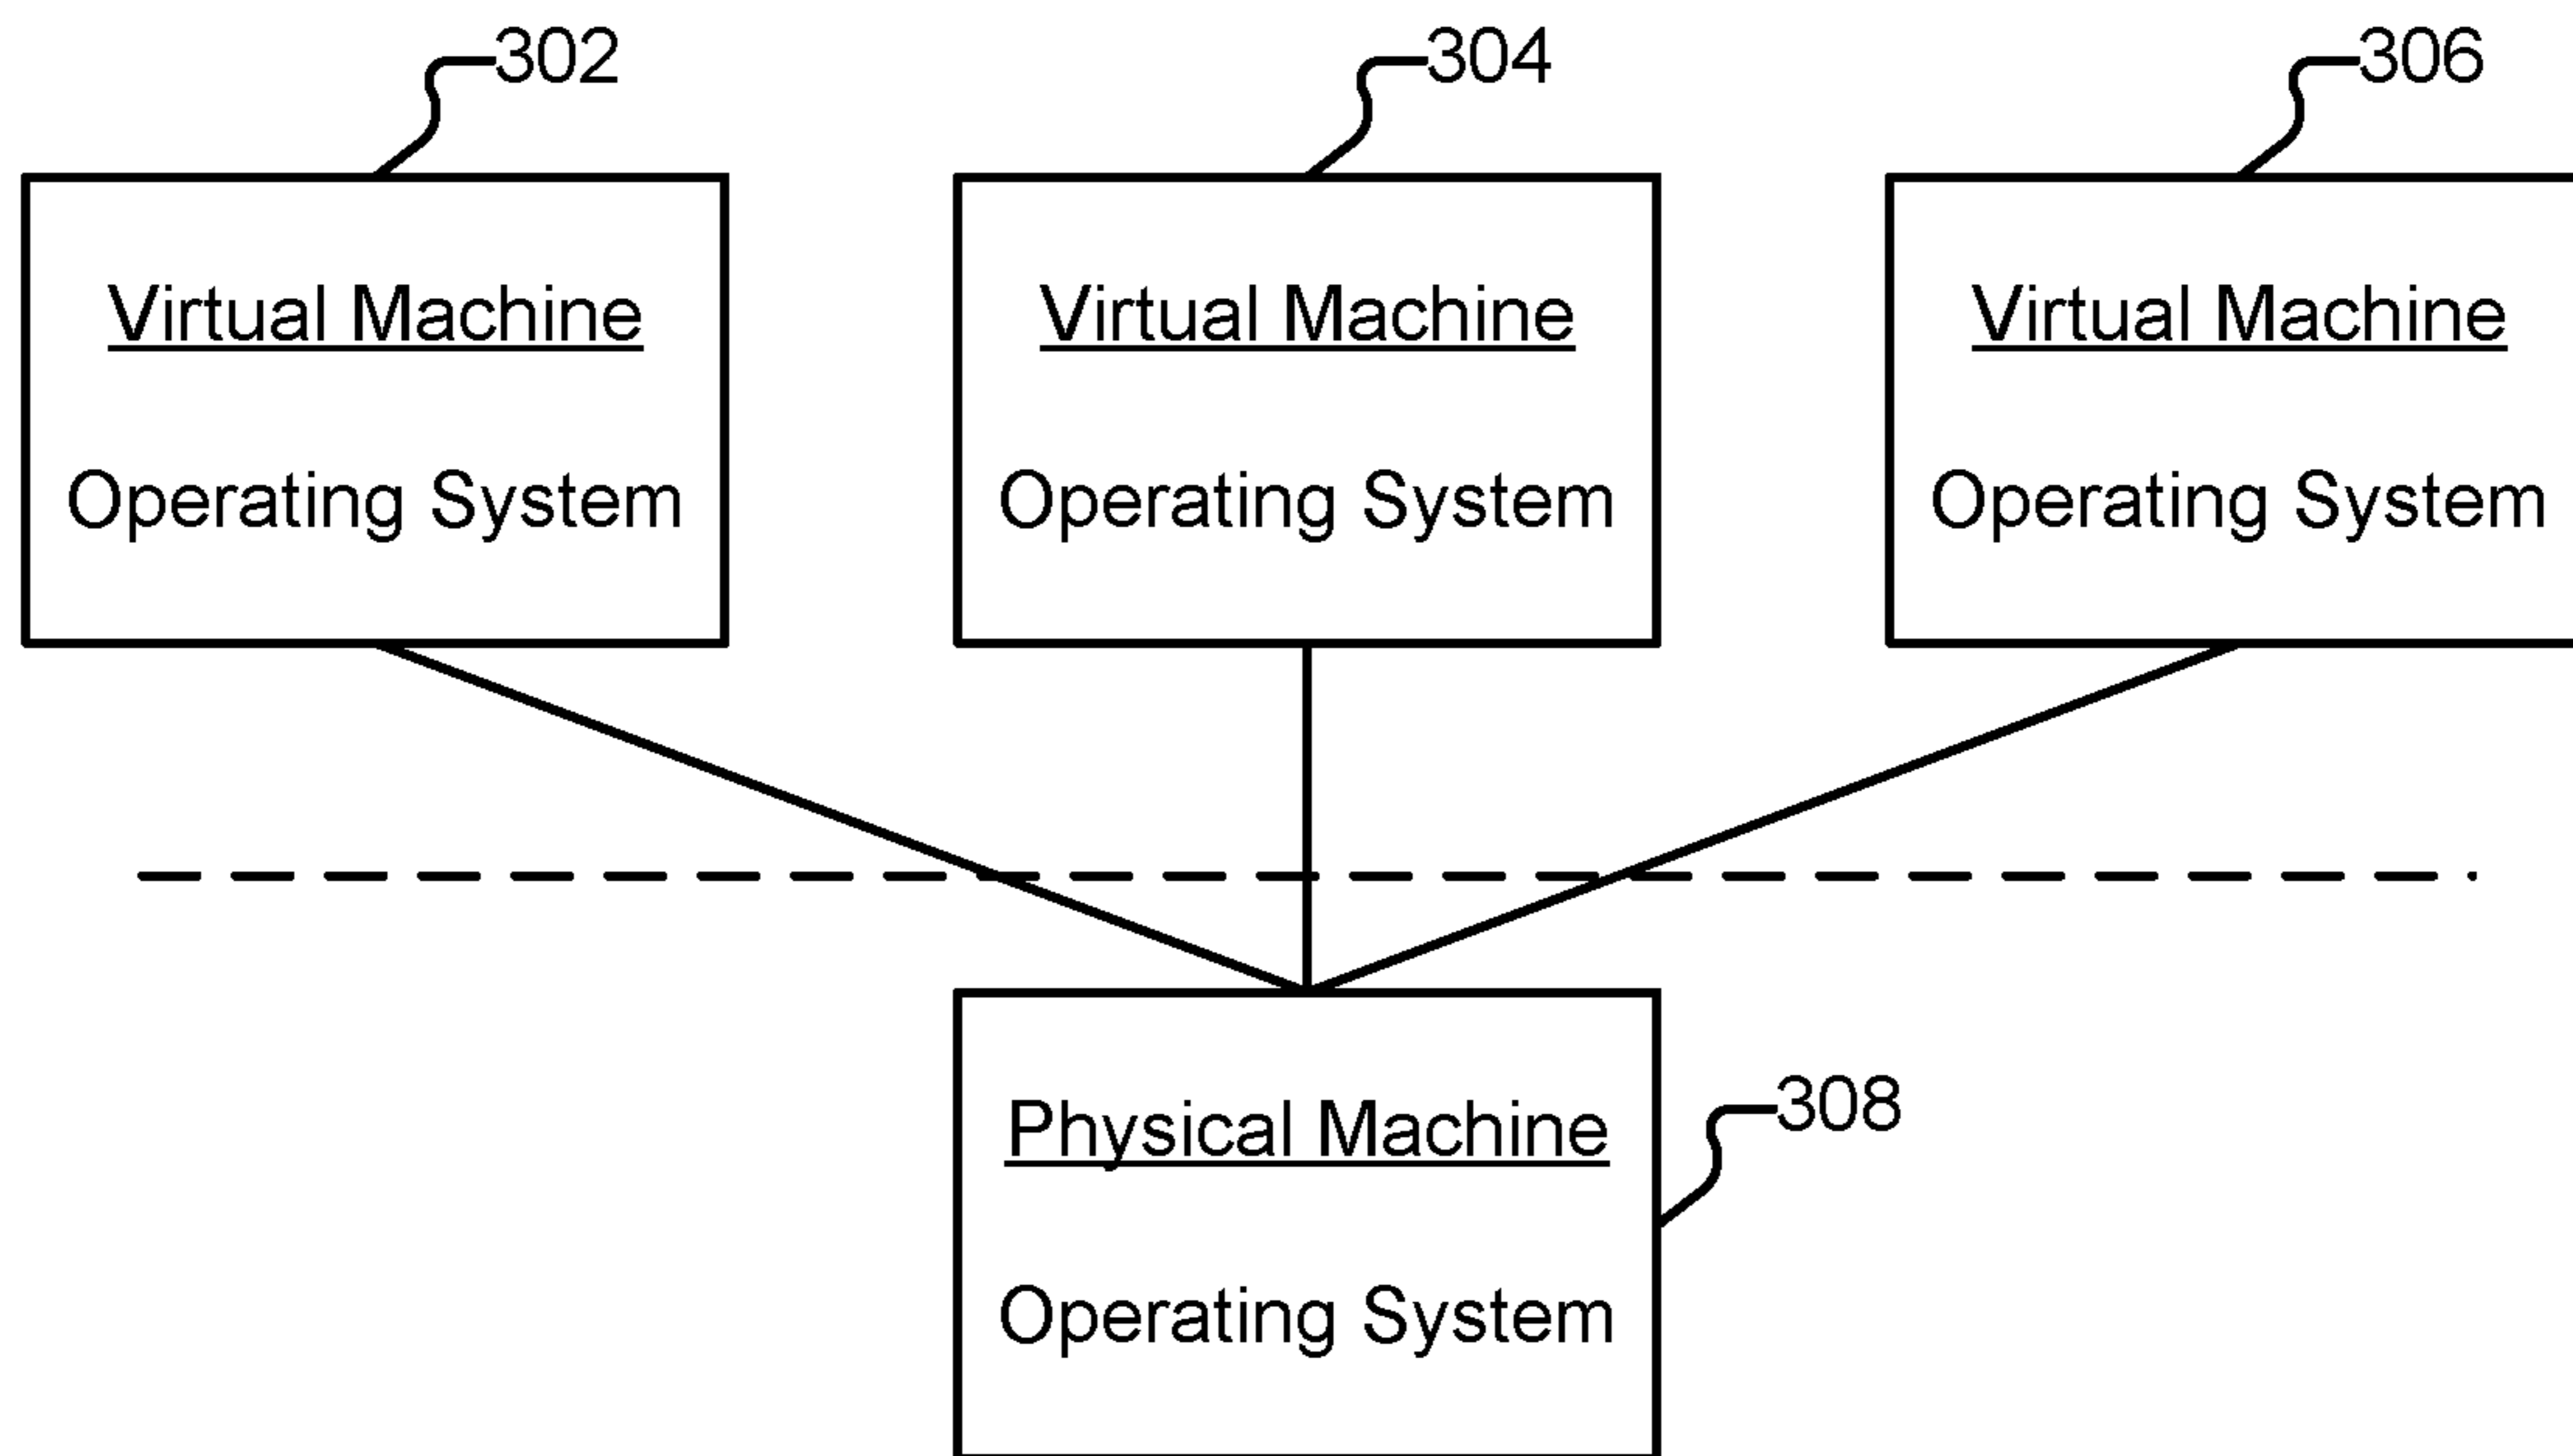 302
304
306
Virtual Machine
Operating System
Virtual Machine
Operating System
Virtual Machine
Operating System
Physical Machine
Operating System
308